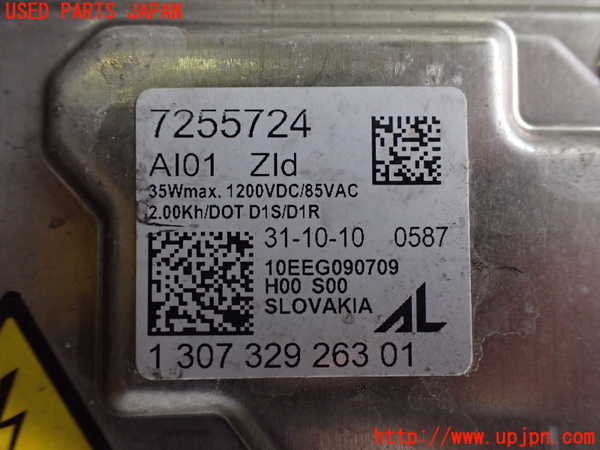 USED PARTS JAPAN
7255724
AI01 Zld
35Wmax. 1200VDC/85VAC
2.00Kh/DOT D1S/D1R
31-10-10 0587
10EEG090709
H00 S00
SLOVAKIA
AL
1 307 329 263 01
http://www.upjpn.com/